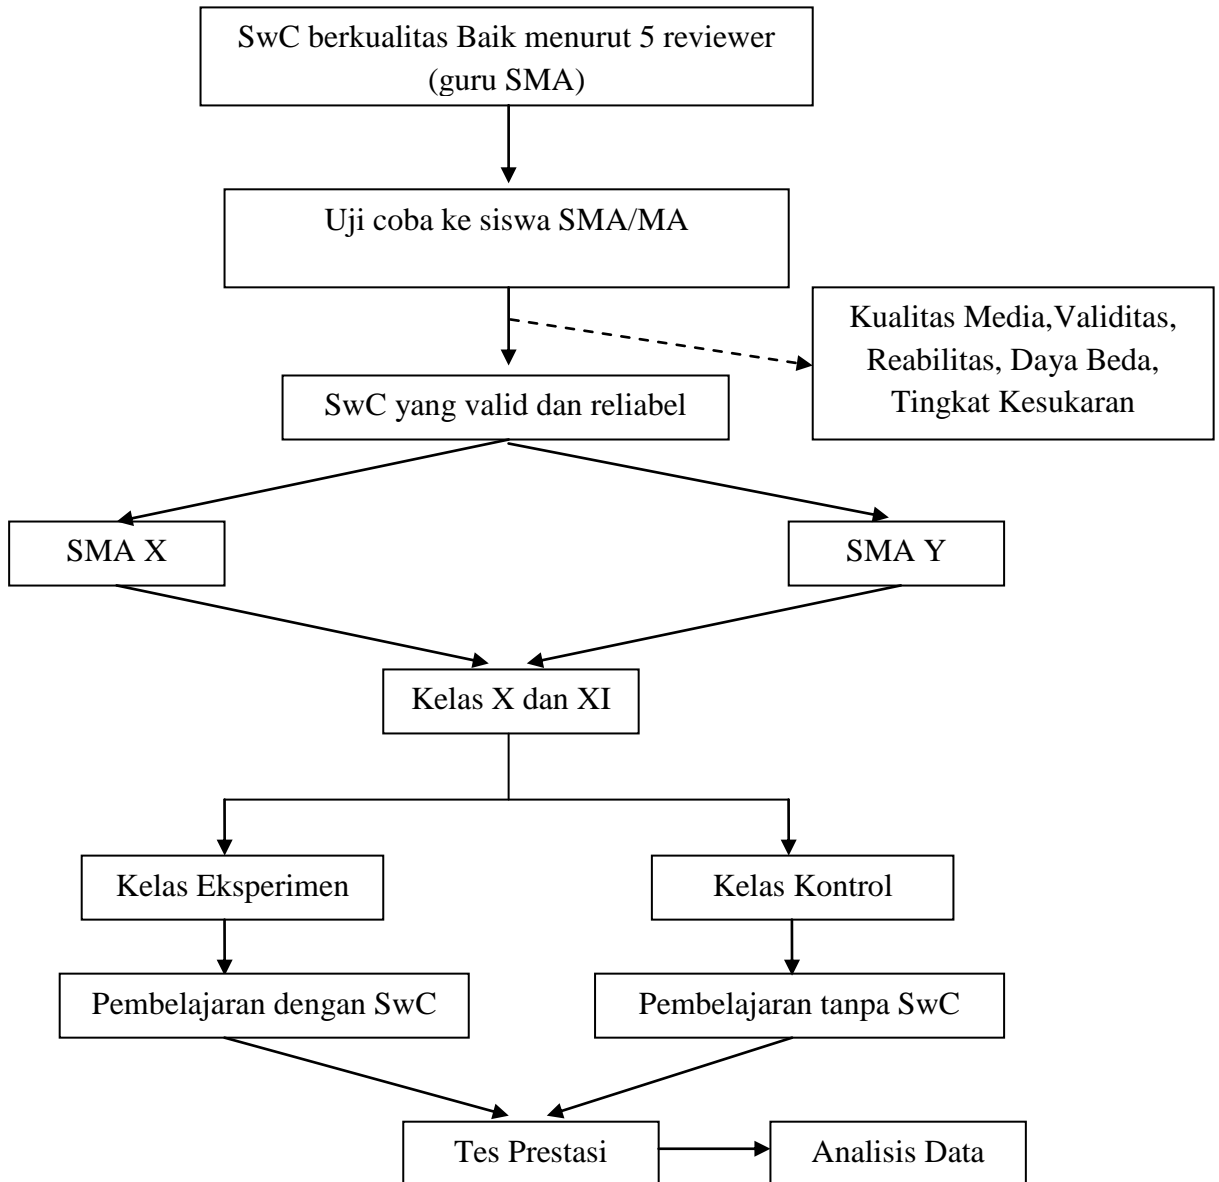 SwC berkualitas Baik menurut 5 reviewer
(guru SMA)
Uji coba ke siswa SMA/MA
Kualitas Media,Validitas,
Reabilitas, Daya Beda,
Tingkat Kesukaran
SwC yang valid dan reliabel
SMA X
SMA Y
Kelas X dan XI
Kelas Eksperimen
Kelas Kontrol
Pembelajaran dengan SwC
Pembelajaran tanpa SwC
Tes Prestasi
Analisis Data